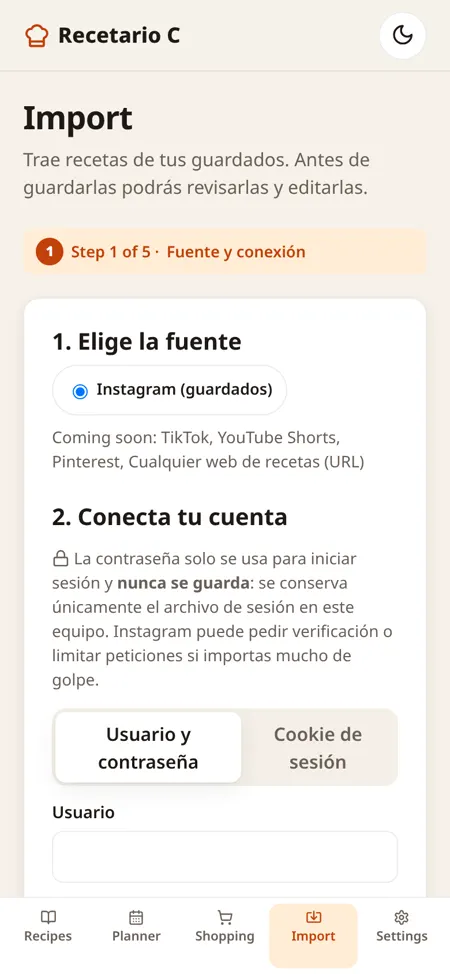 Recetario C
Import
Trae recetas de tus guardados. Antes de
guardarlas podrás revisarlas y editarlas.
1 Step 1 of 5 · Fuente y conexión
1. Elige la fuente
Instagram (guardados)
Coming soon: TikTok, YouTube Shorts,
Pinterest, Cualquier web de recetas (URL)
2. Conecta tu cuenta
La contraseña solo se usa para iniciar
sesión y nunca se guarda: se conserva
únicamente el archivo de sesión en este
equipo. Instagram puede pedir verificación o
limitar peticiones si importas mucho de
golpe.
Usuario y
contraseña
Cookie de
sesión
Usuario
Recipes Planner Shopping Import Settings